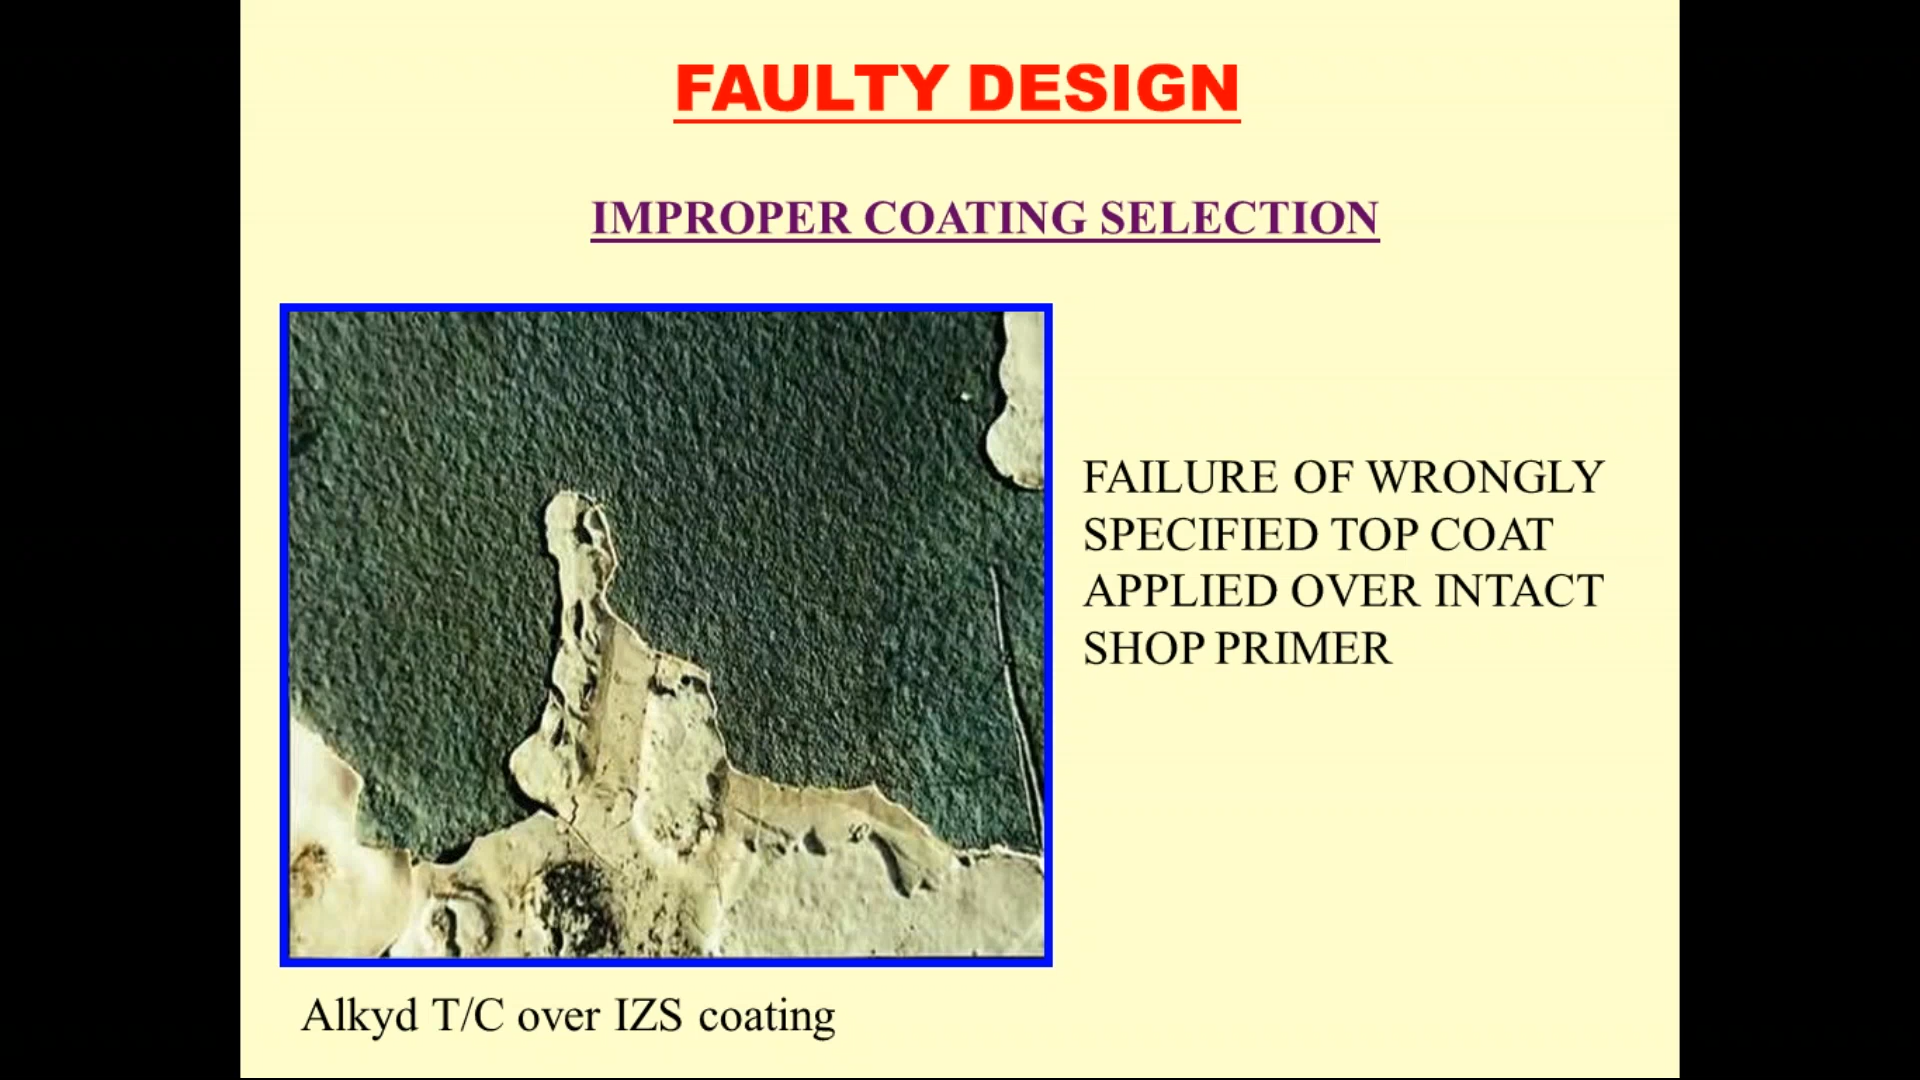 FAULTY DESIGN
IMPROPER COATING SELECTION
FAILURE OF WRONGLY
SPECIFIED TOP COAT
APPLIED OVER INTACT
SHOP PRIMER
Alkyd T/C over IZS coating